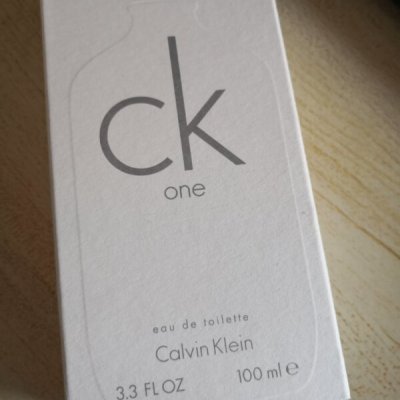 ck
one
eau de toilette
Calvin Klein
3.3 FL OZ 100 ml ℮